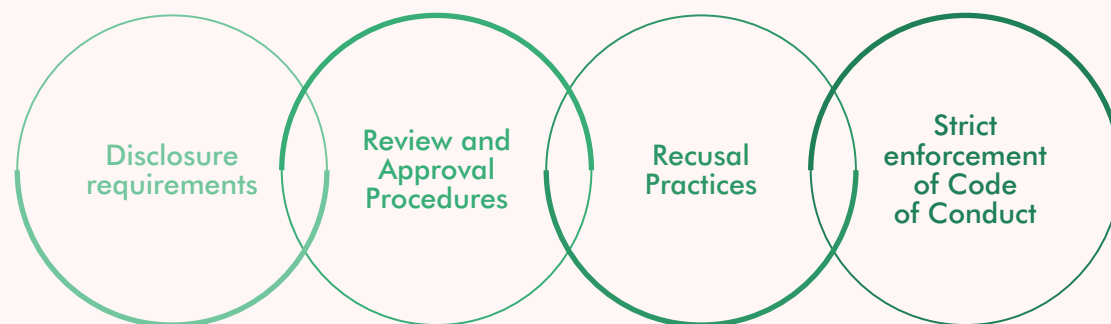 Disclosure
requirements
Review and
Approval
Procedures
Recusal
Practices
Strict
enforcement
of Code
of Conduct